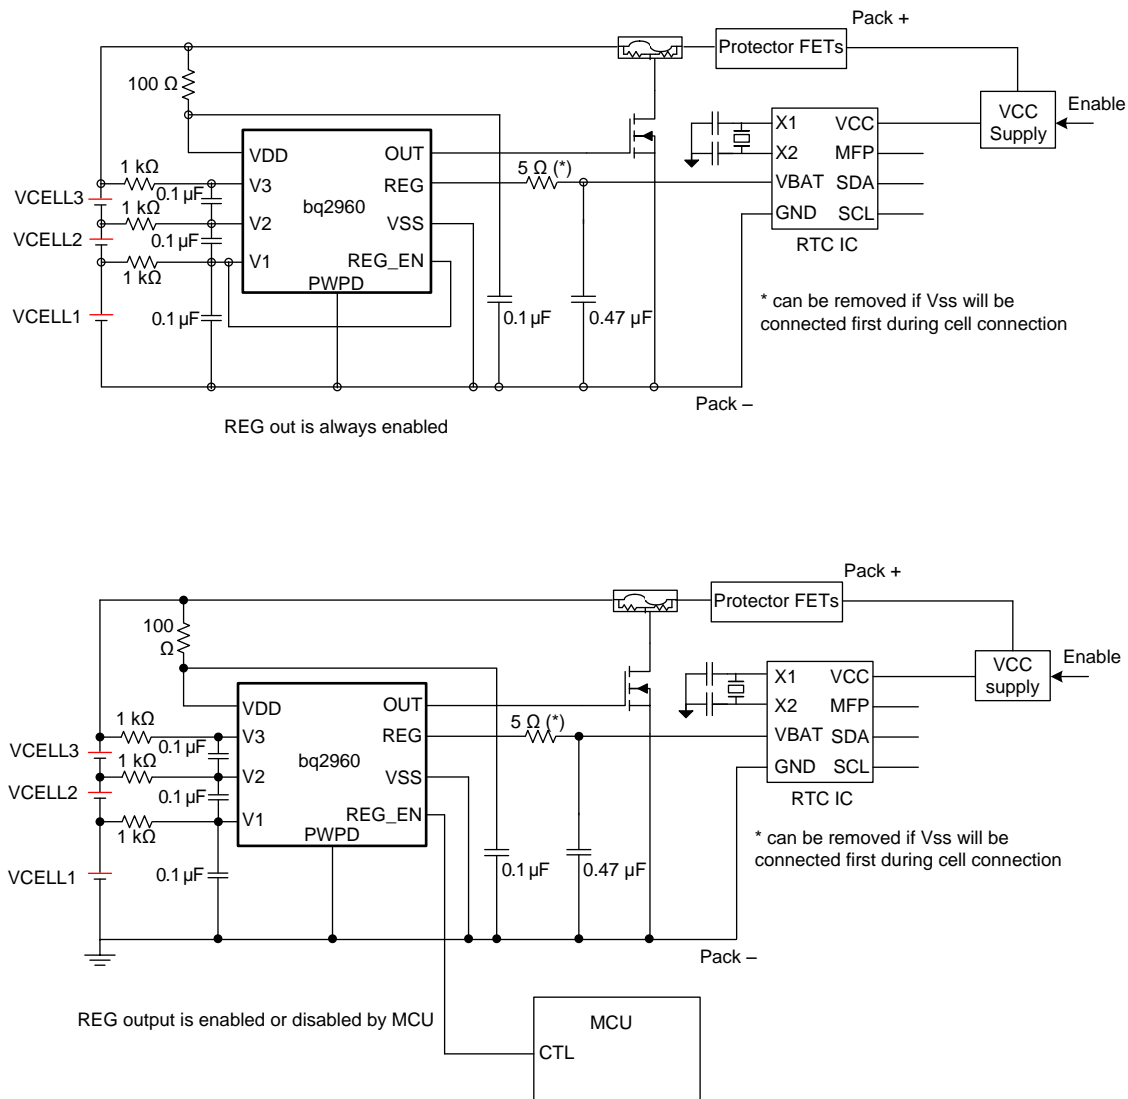 Pack +
Protector FETs
VCC
Supply
Enable
100 Ω
VDD
V3
V2
V1
bq2960
PWPD
OUT
REG
VSS
REG_EN
1 kΩ
0.1 µF
VCELL3
1 kΩ
VCELL2
0.1 µF
1 kΩ
VCELL1
0.1 µF
5 Ω (*)
0.1 µF
0.47 µF
X1
X2
VBAT
GND
VCC
MFP
SDA
SCL
RTC IC
* can be removed if Vss will be
connected first during cell connection
Pack –
REG out is always enabled
Pack +
Protector FETs
VCC
supply
Enable
100
Ω
VDD
V3
V2
V1
bq2960
PWPD
OUT
REG
VSS
REG_EN
1 kΩ
0.1 µF
VCELL3
1 kΩ
VCELL2
0.1 µF
1 kΩ
VCELL1
0.1 µF
5 Ω (*)
0.1 µF
0.47 µF
X1
X2
VBAT
GND
VCC
MFP
SDA
SCL
RTC IC
* can be removed if Vss will be
connected first during cell connection
Pack –
REG output is enabled or disabled by MCU
MCU
CTL